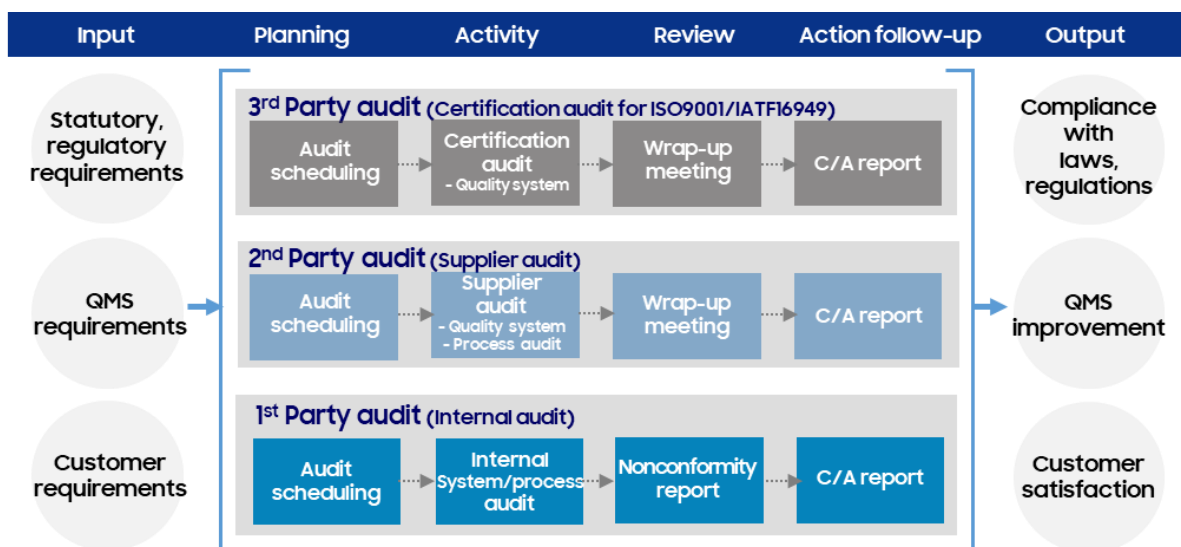 Input Planning Activity Review Action follow-up Output
Statutory,
regulatory
requirements
QMS
requirements
Customer
requirements
3rd Party audit (Certification audit for ISO9001/IATF16949)
Audit
scheduling
Certification
audit
- Quality system
Wrap-up
meeting
C/A report
2nd Party audit (Supplier audit)
Audit
scheduling
Supplier
audit
- Quality system
- Process audit
Wrap-up
meeting
C/A report
1st Party audit (Internal audit)
Audit
scheduling
Internal
System/process
audit
Nonconformity
report
C/A report
Compliance
with
laws,
regulations
QMS
improvement
Customer
satisfaction